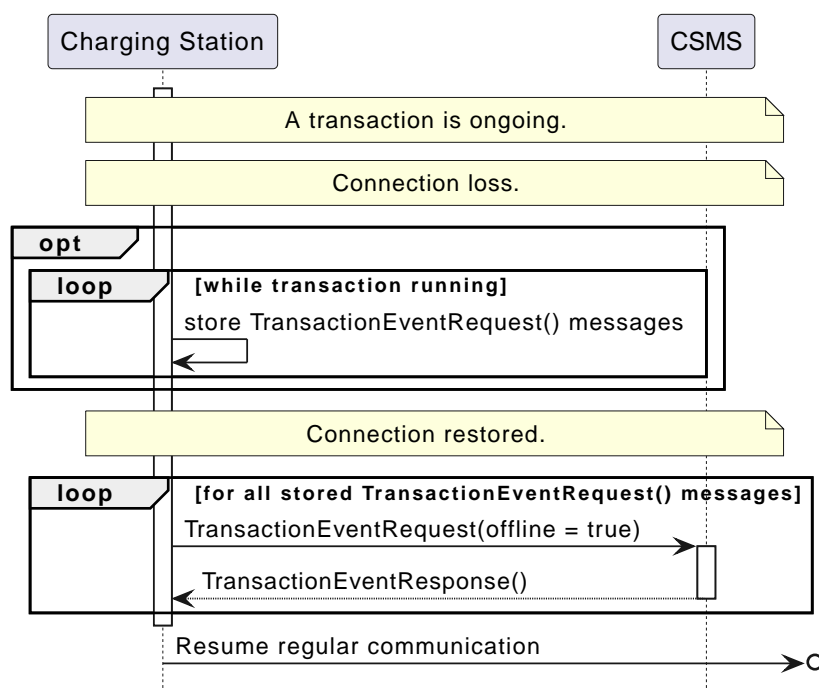 Charging Station
CSMS
A transaction is ongoing.
Connection loss.
opt
loop [while transaction running]
store TransactionEventRequest() messages
Connection restored.
loop [for all stored TransactionEventRequest() messages]
TransactionEventRequest(offline = true)
TransactionEventResponse()
Resume regular communication